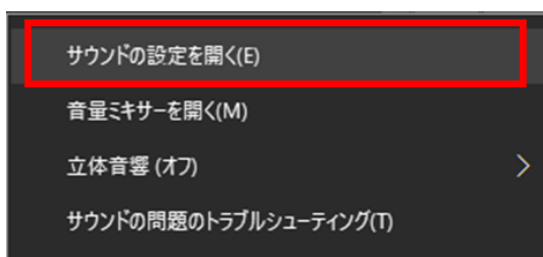 サウンドの設定を開く(E)
音量ミキサーを開く(M)
立体音響 (オフ)
サウンドの問題のトラブルシューティング(T)